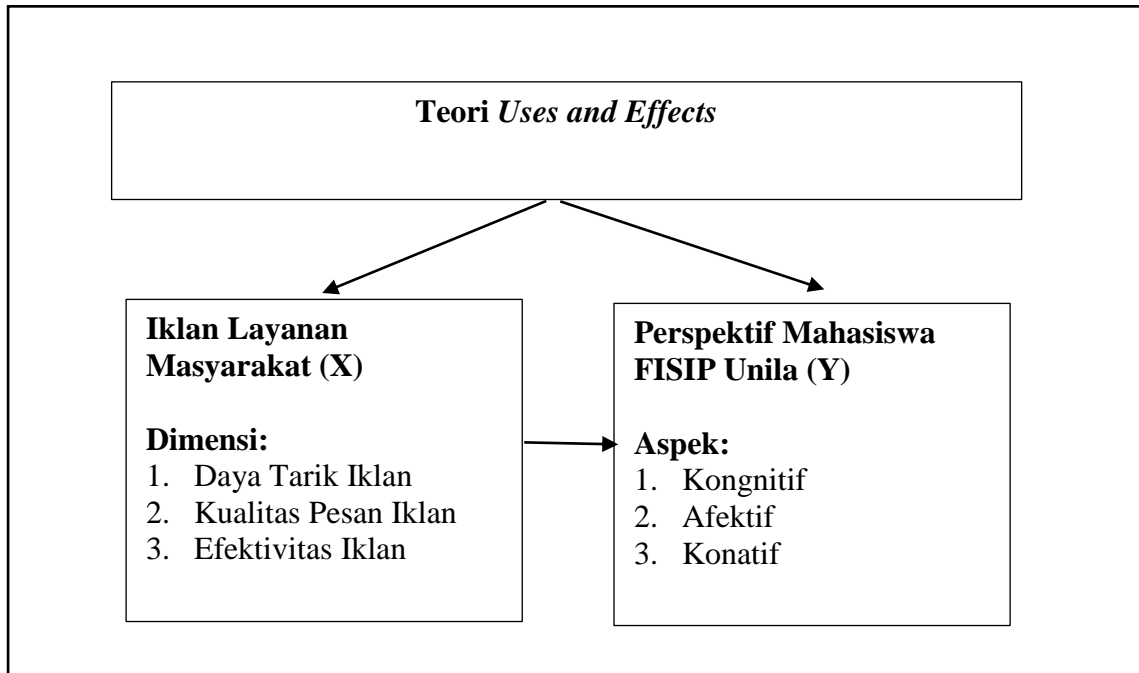 Teori Uses and Effects
Iklan Layanan
Masyarakat (X)
Dimensi:
1. Daya Tarik Iklan
2. Kualitas Pesan Iklan
3. Efektivitas Iklan
Perspektif Mahasiswa
FISIP Unila (Y)
Aspek:
1. Kongnitif
2. Afektif
3. Konatif